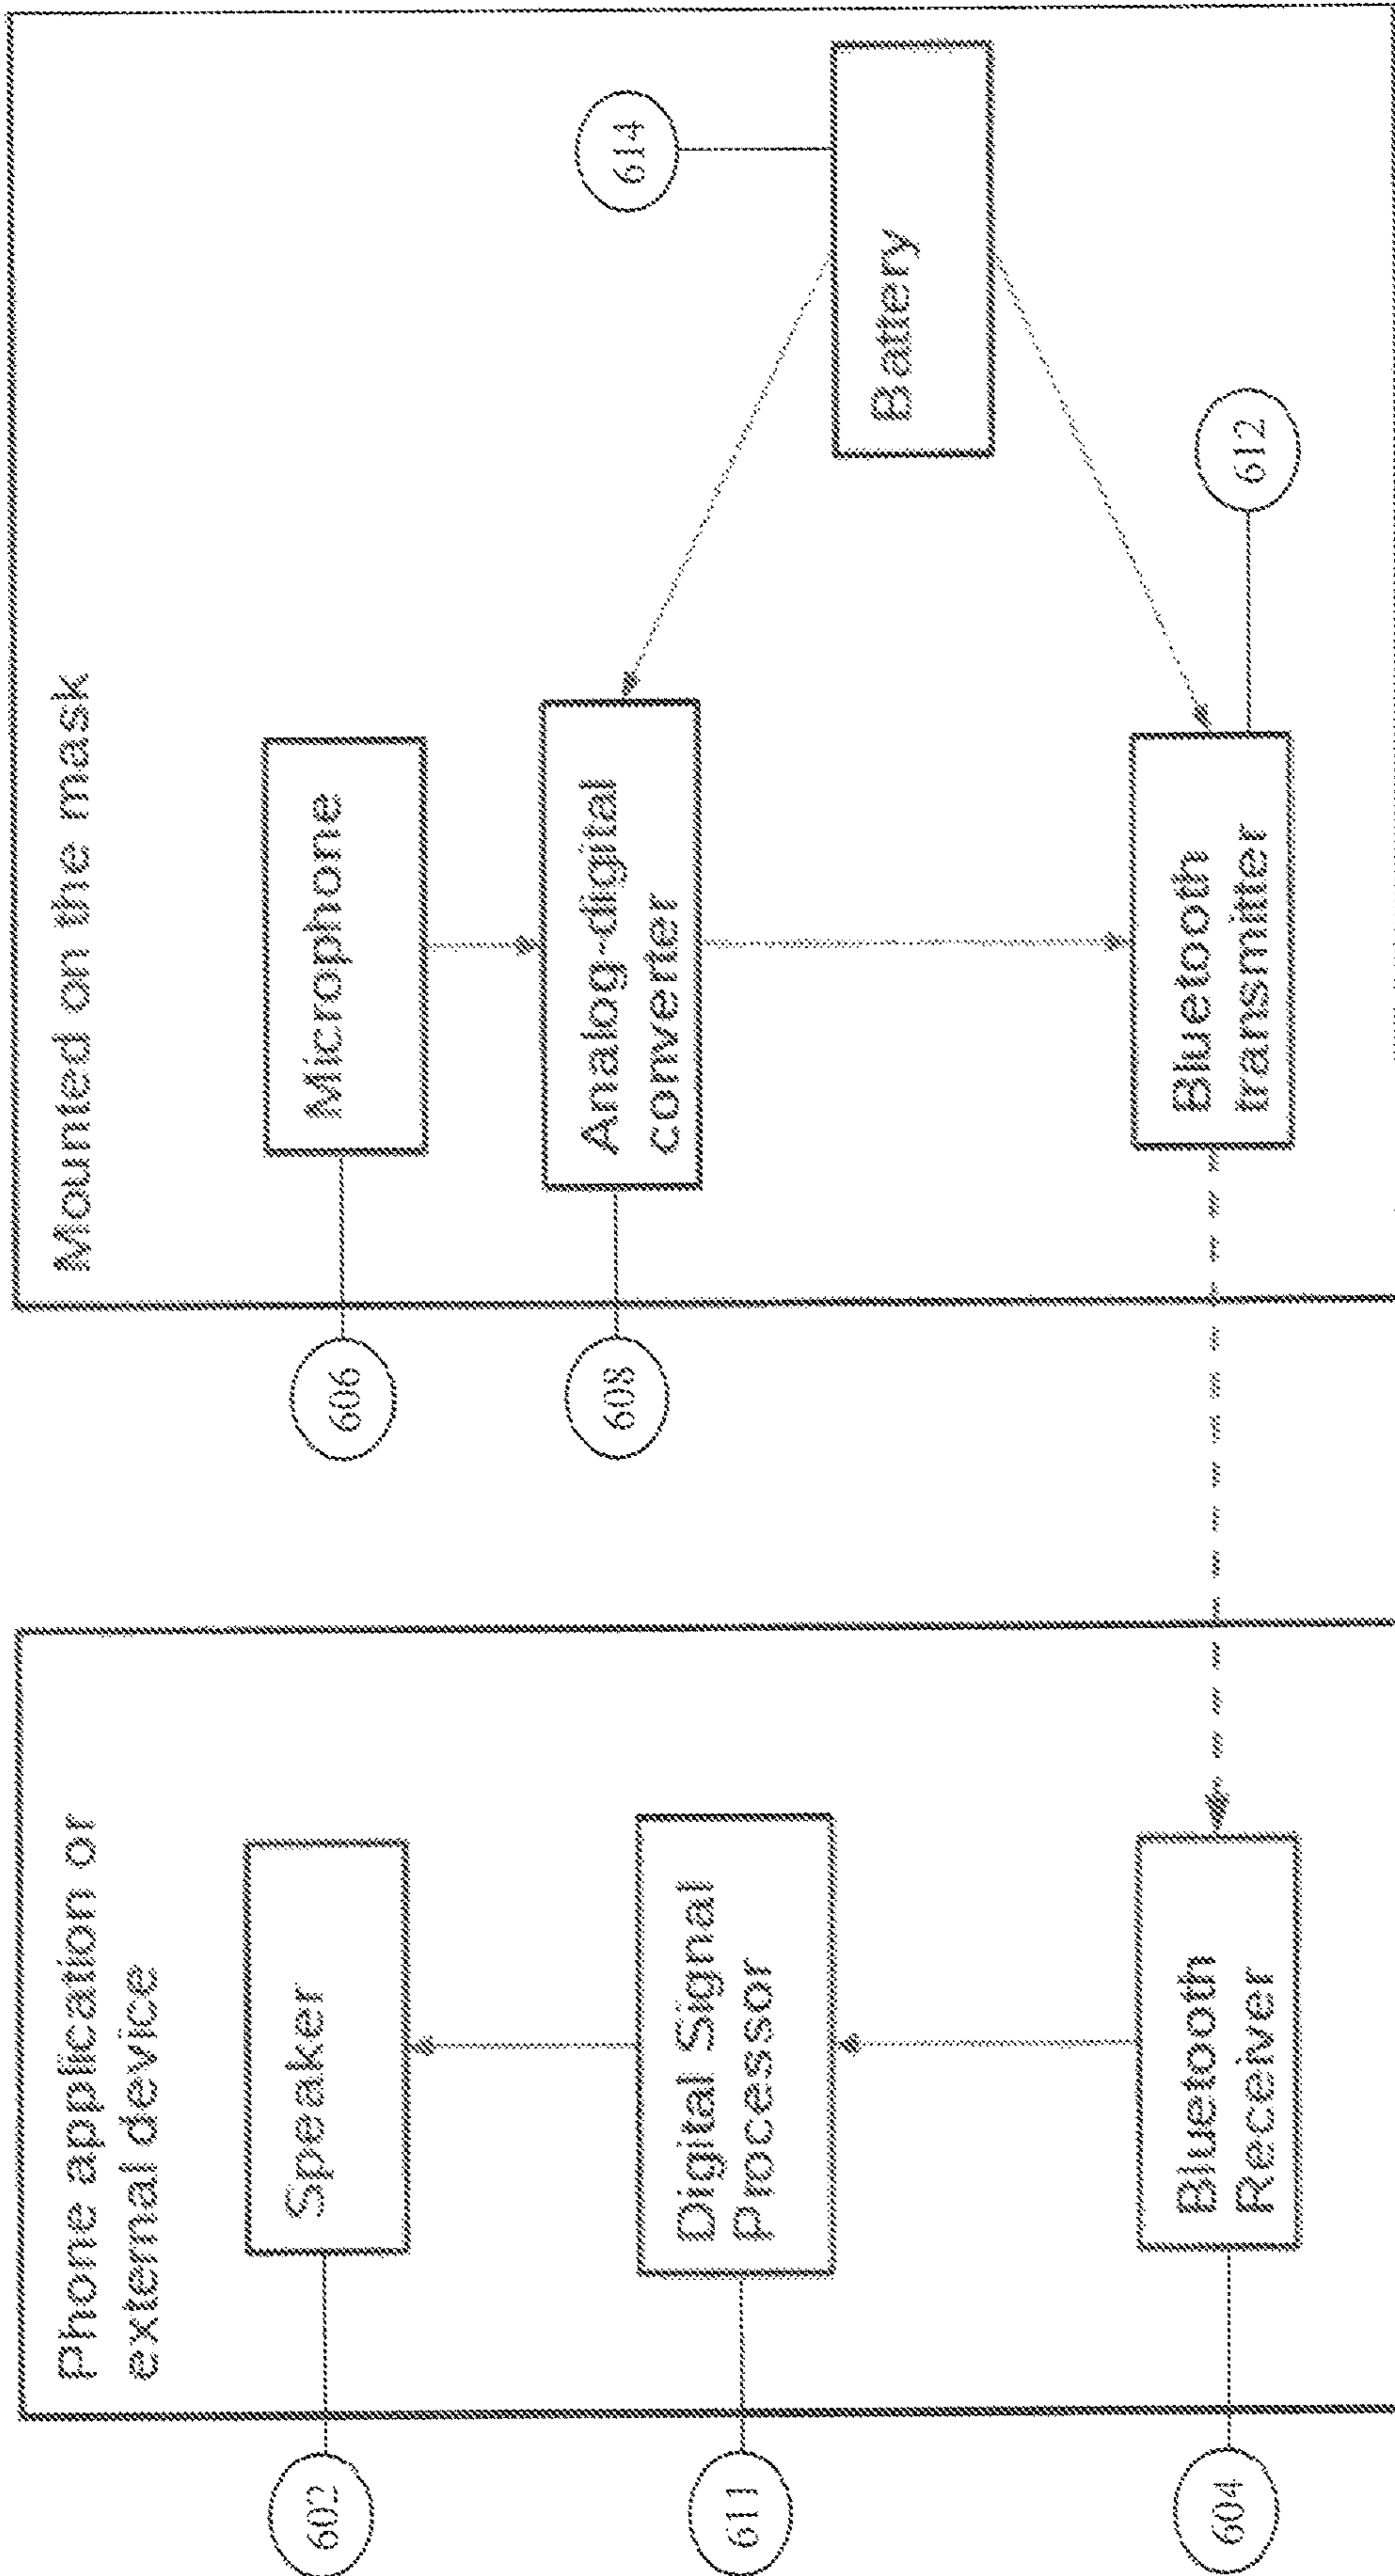 Phone application or
external device
602
Speaker
611
Digital Signal
Processor
604
Bluetooth
Receiver
Mounted on the mask
606
Microphone
608
Analog-digital
converter
Bluetooth
transmitter
612
Battery
614